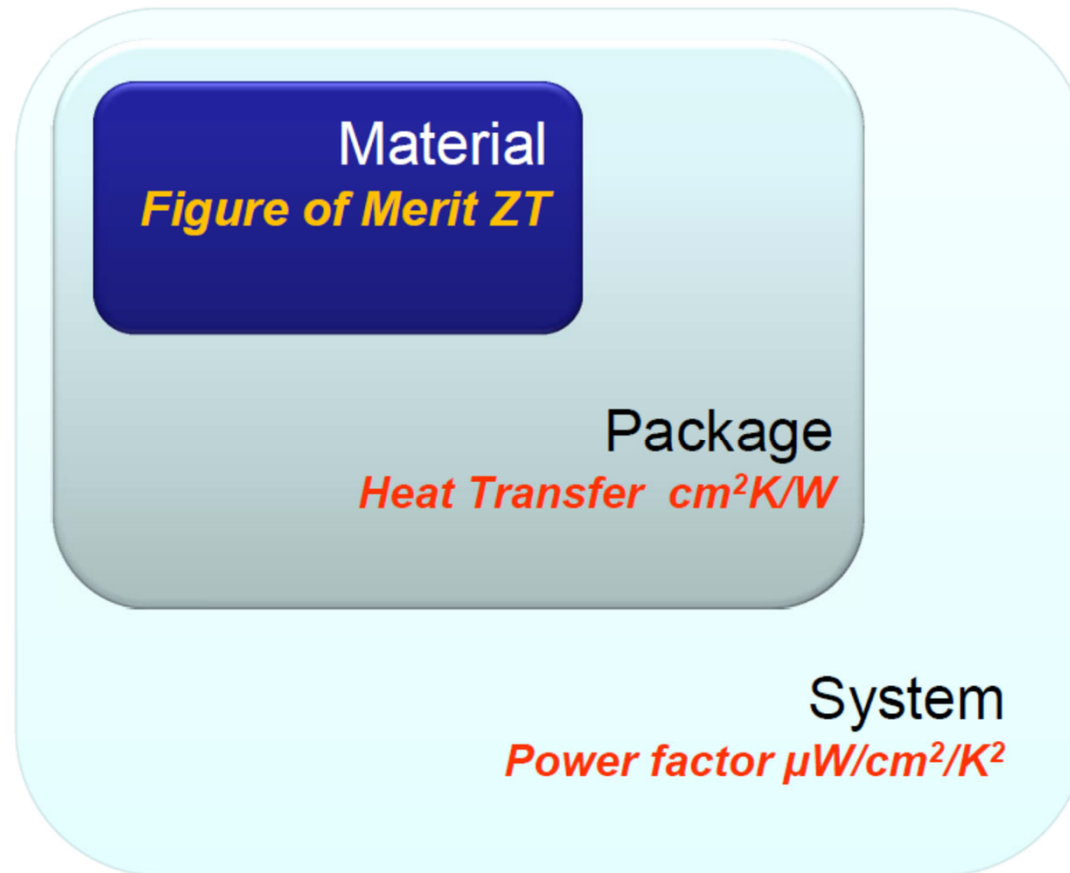 Material
Figure of Merit ZT
Package
Heat Transfer cm²K/W
System
Power factor µW/cm²/K²